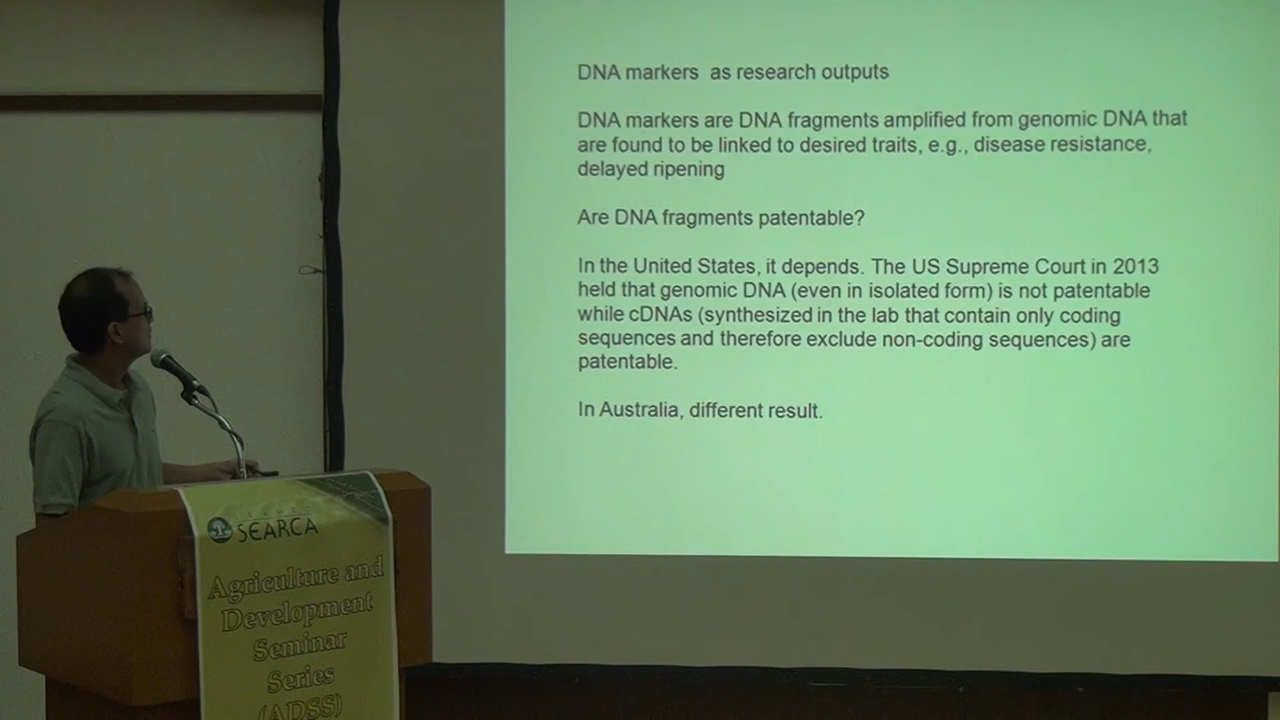 DNA markers as research outputs
DNA markers are DNA fragments amplified from genomic DNA that
are found to be linked to desired traits, e.g., disease resistance,
delayed ripening
Are DNA fragments patentable?
In the United States, it depends. The US Supreme Court in 2013
held that genomic DNA (even in isolated form) is not patentable
while cDNAs (synthesized in the lab that contain only coding
sequences and therefore exclude non-coding sequences) are
patentable.
In Australia, different result.
SEARCA
Agriculture and
Development
Seminar
Series
(ADSS)